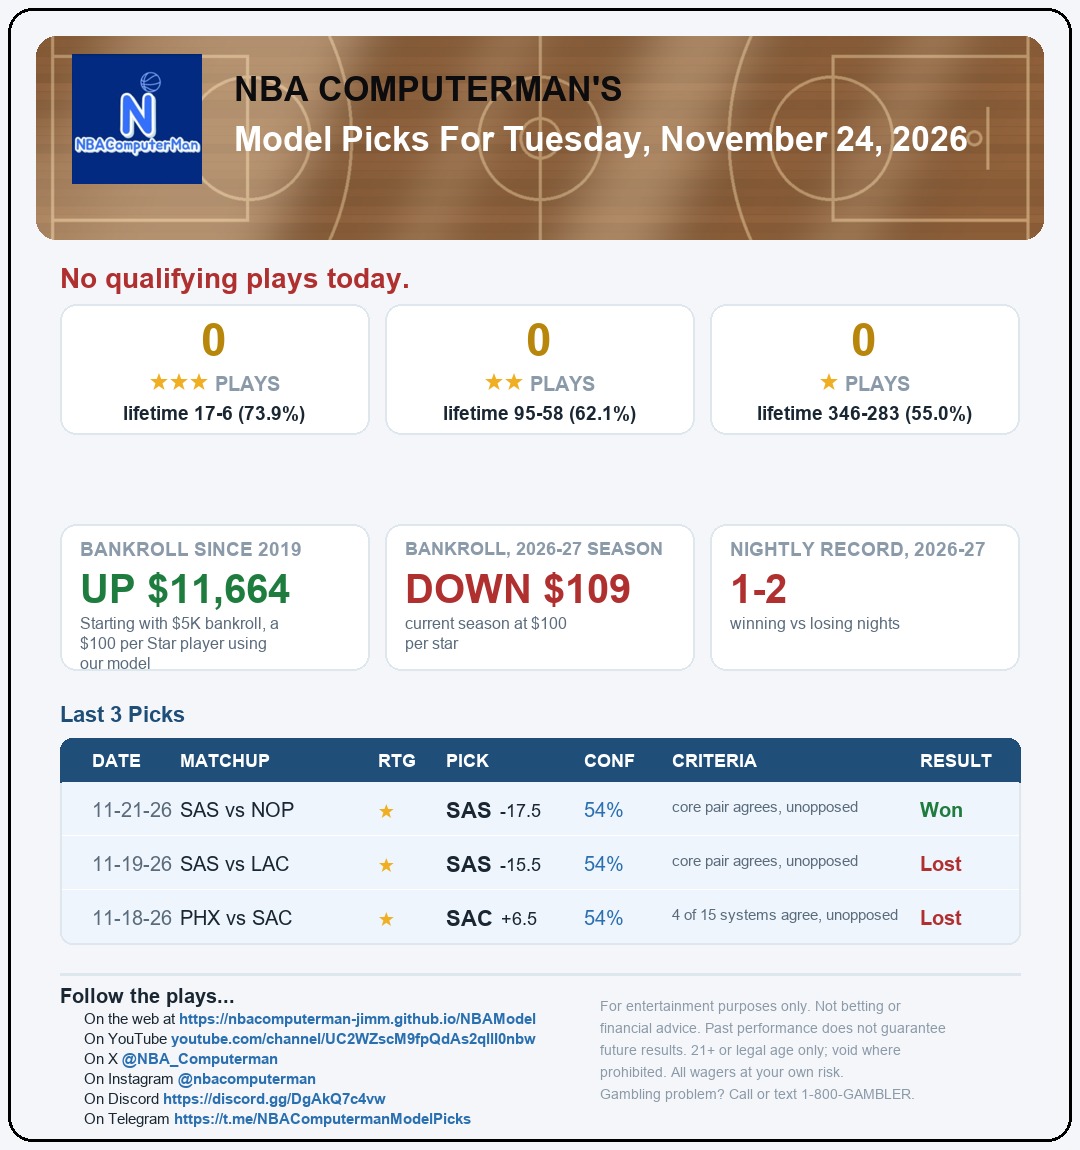 NBAComputerMan
NBA COMPUTERMAN'S
Model Picks For Tuesday, November 24, 2026
No qualifying plays today.
0
★★★ PLAYS
lifetime 17-6 (73.9%)
0
★★ PLAYS
lifetime 95-58 (62.1%)
0
★ PLAYS
lifetime 346-283 (55.0%)
BANKROLL SINCE 2019
UP $11,664
Starting with $5K bankroll, a
$100 per Star player using
our model
BANKROLL, 2026-27 SEASON
DOWN $109
current season at $100
per star
NIGHTLY RECORD, 2026-27
1-2
winning vs losing nights
Last 3 Picks
DATE MATCHUP RTG PICK CONF CRITERIA RESULT
11-21-26 SAS vs NOP ★ SAS -17.5 54% core pair agrees, unopposed Won
11-19-26 SAS vs LAC ★ SAS -15.5 54% core pair agrees, unopposed Lost
11-18-26 PHX vs SAC ★ SAC +6.5 54% 4 of 15 systems agree, unopposed Lost
Follow the plays...
On the web at https://nbacomputerman-jimm.github.io/NBAModel
On YouTube youtube.com/channel/UC2WZscM9fpQdAs2qlIl0nbw
On X @NBA_Computerman
On Instagram @nbacomputerman
On Discord https://discord.gg/DgAkQ7c4vw
On Telegram https://t.me/NBAComputermanModelPicks
For entertainment purposes only. Not betting or
financial advice. Past performance does not guarantee
future results. 21+ or legal age only; void where
prohibited. All wagers at your own risk.
Gambling problem? Call or text 1-800-GAMBLER.